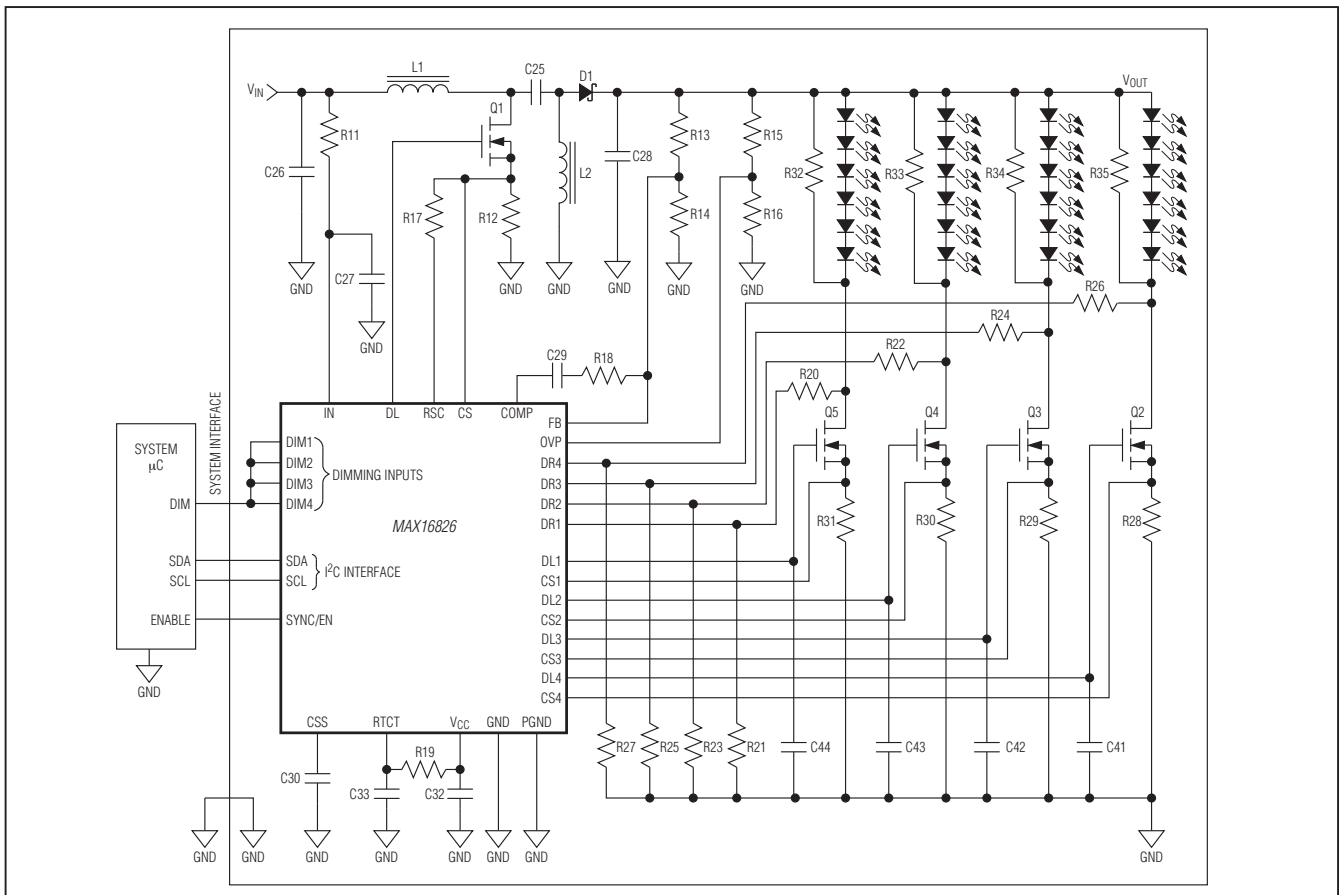 L1
C25
D1
VIN
VOUT
Q1
R11
R13
R15
C26
C28
L2
R32
R33
R34
R35
R17
R12
R14
R16
GND
C27
GND
GND
GND
GND
GND
GND
R26
GND
R24
C29
R18
R22
R20
SYSTEM INTERFACE
IN
DL
RSC
CS
COMP
FB
Q5
Q4
Q3
Q2
SYSTEM
μC
DIM1
DIM2
DIM3
DIM4
DIMMING INPUTS
OVP
DR4
DR3
DR2
DR1
DIM
MAX16826
R31
R30
R29
R28
SDA
SCL
SDA
SCL
I2C INTERFACE
DL1
CS1
DL2
CS2
DL3
CS3
DL4
CS4
ENABLE
SYNC/EN
GND
CSS
RTCT
VCC
GND
PGND
R19
R27
R25
R23
R21
C44
C43
C42
C41
C30
C33
C32
GND
GND
GND
GND
GND
GND
GND
GND